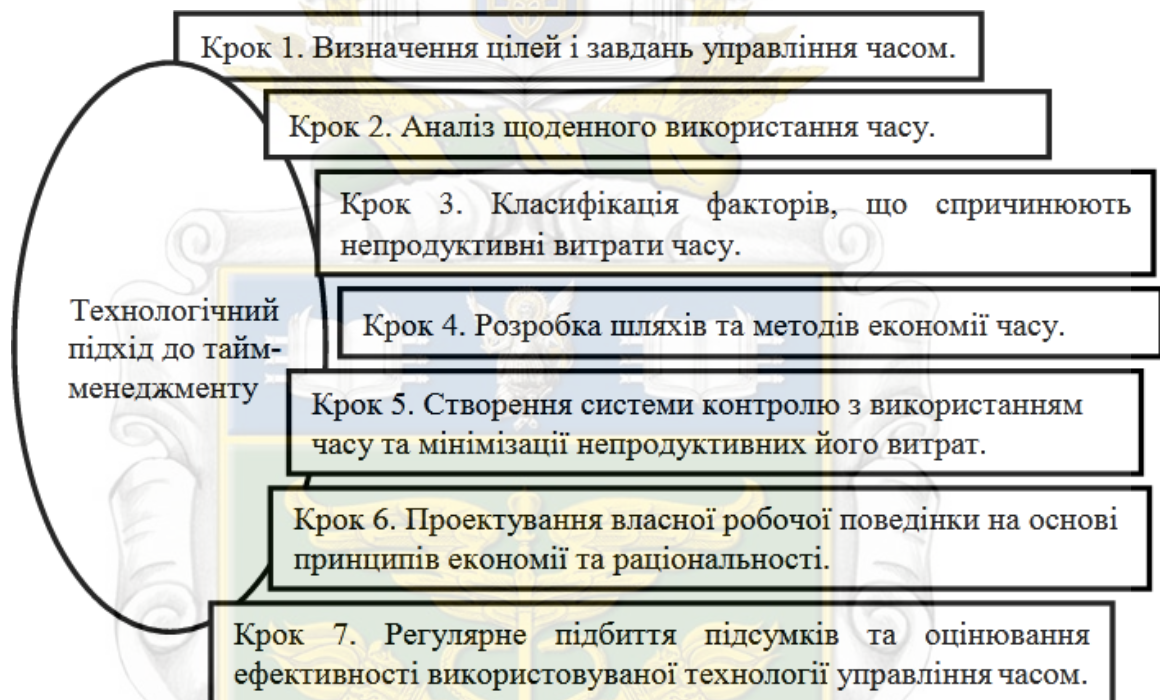 Крок 1. Визначення цілей і завдань управління часом.
Крок 2. Аналіз щоденного використання часу.
Крок 3. Класифікація факторів, що спричинюють
непродуктивні витрати часу.
Технологічний
підхід до тайм-
менеджменту
Крок 4. Розробка шляхів та методів економії часу.
Крок 5. Створення системи контролю з використанням
часу та мінімізації непродуктивних його витрат.
Крок 6. Проектування власної робочої поведінки на основі
принципів економії та раціональності.
Крок 7. Регулярне підбиття підсумків та оцінювання
ефективності використовуваної технології управління часом.